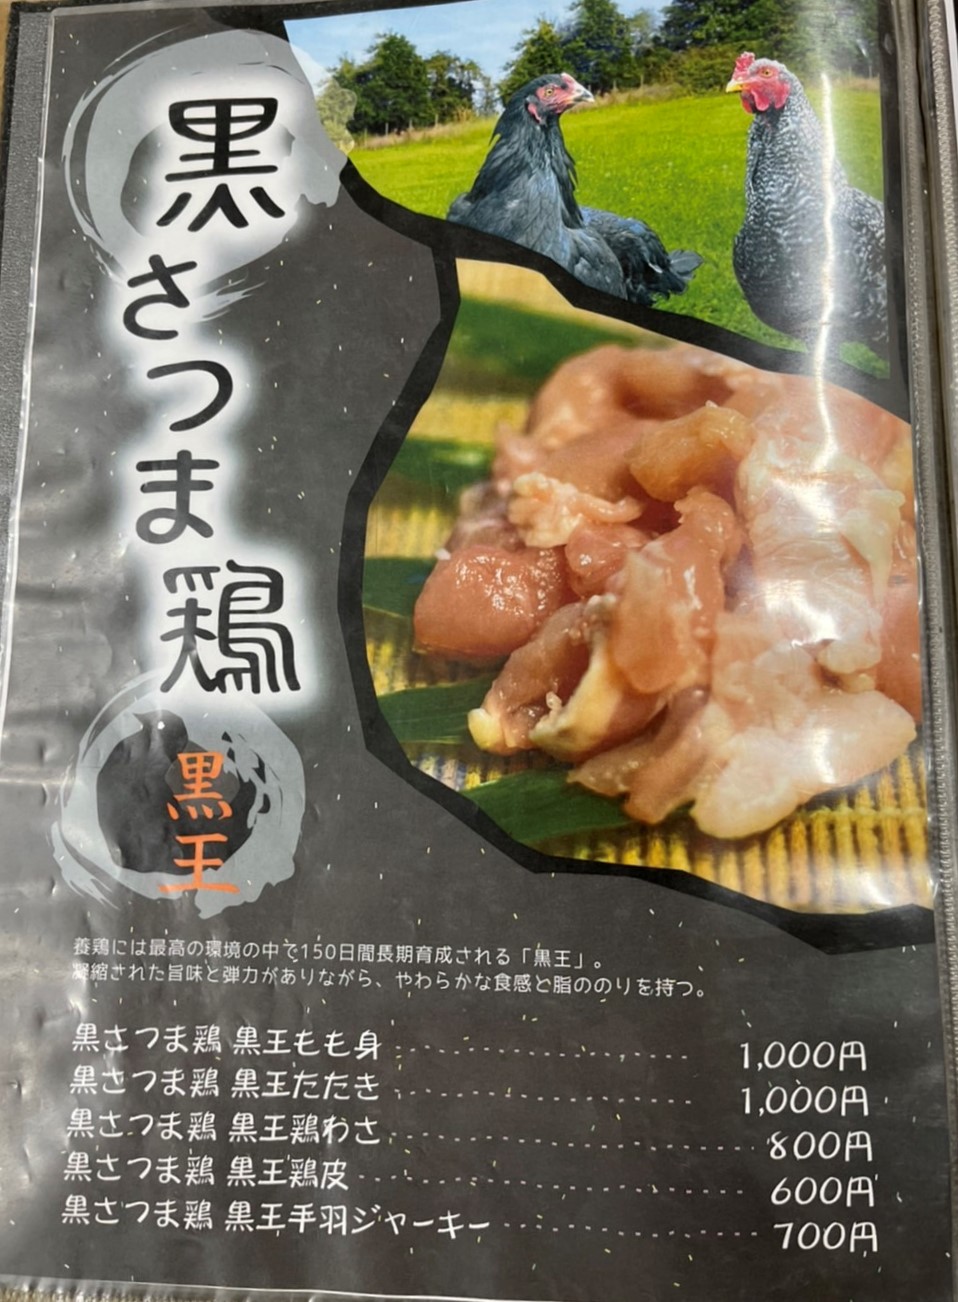 黒さつま鶏
黒王
養鶏には最高の環境の中で150日間長期育成される「黒王」。
凝縮された旨味と弾力がありながら、やわらかな食感と脂ののりを持つ。
黒さつま鶏 黒王もも身 1,000円
黒さつま鶏 黒王たたき 1,000円
黒さつま鶏 黒王鶏わさ 800円
黒さつま鶏 黒王鶏皮 600円
黒さつま鶏 黒王手羽ジャーキー 700円